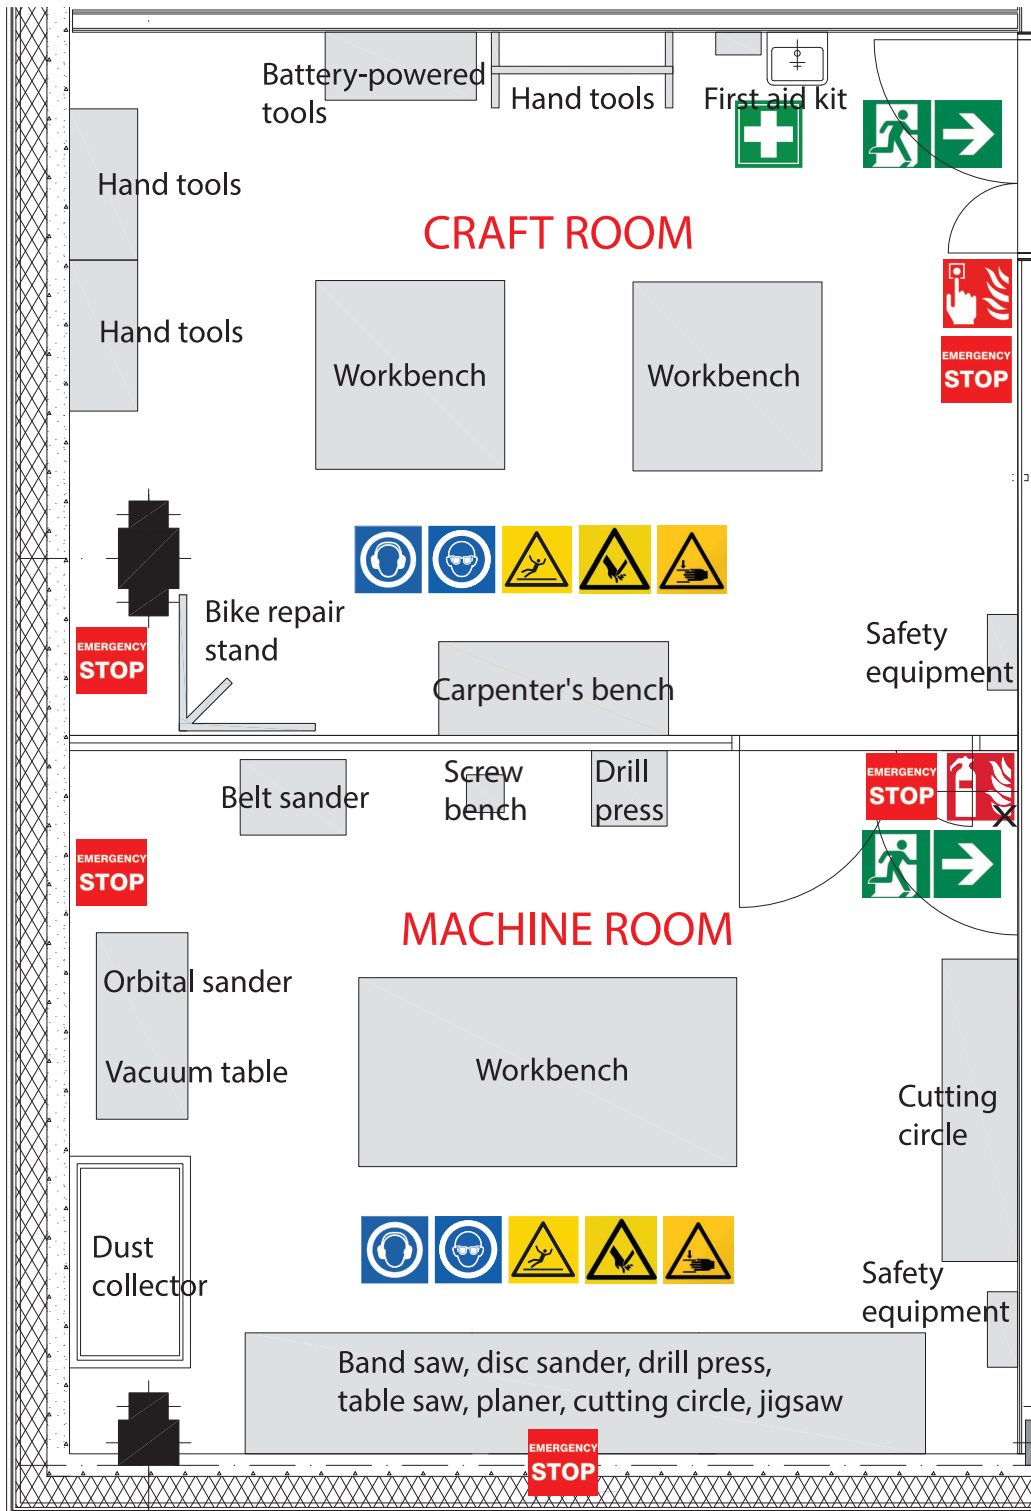 Battery-powered
tools
Hand tools
First aid kit
Hand tools
CRAFT ROOM
Hand tools
Workbench
Workbench
EMERGENCY
STOP
Bike repair
stand
EMERGENCY
STOP
Carpenter's bench
Safety
equipment
Belt sander
Screw
bench
Drill
press
EMERGENCY
STOP
EMERGENCY
STOP
MACHINE ROOM
Orbital sander
Vacuum table
Workbench
Cutting
circle
Dust
collector
Safety
equipment
Band saw, disc sander, drill press,
table saw, planer, cutting circle, jigsaw
EMERGENCY
STOP